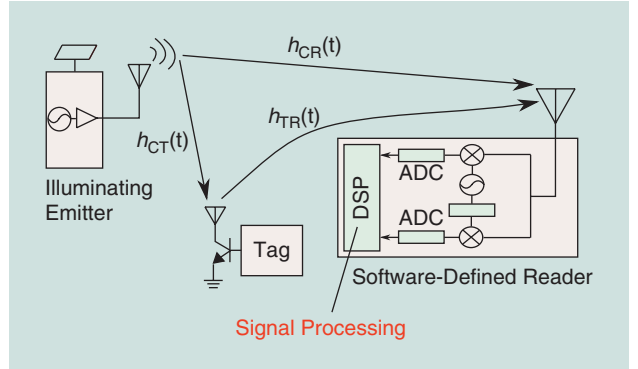 h_CR(t)
h_TR(t)
h_CT(t)
Illuminating
Emitter
Tag
DSP
ADC
ADC
Software-Defined Reader
Signal Processing